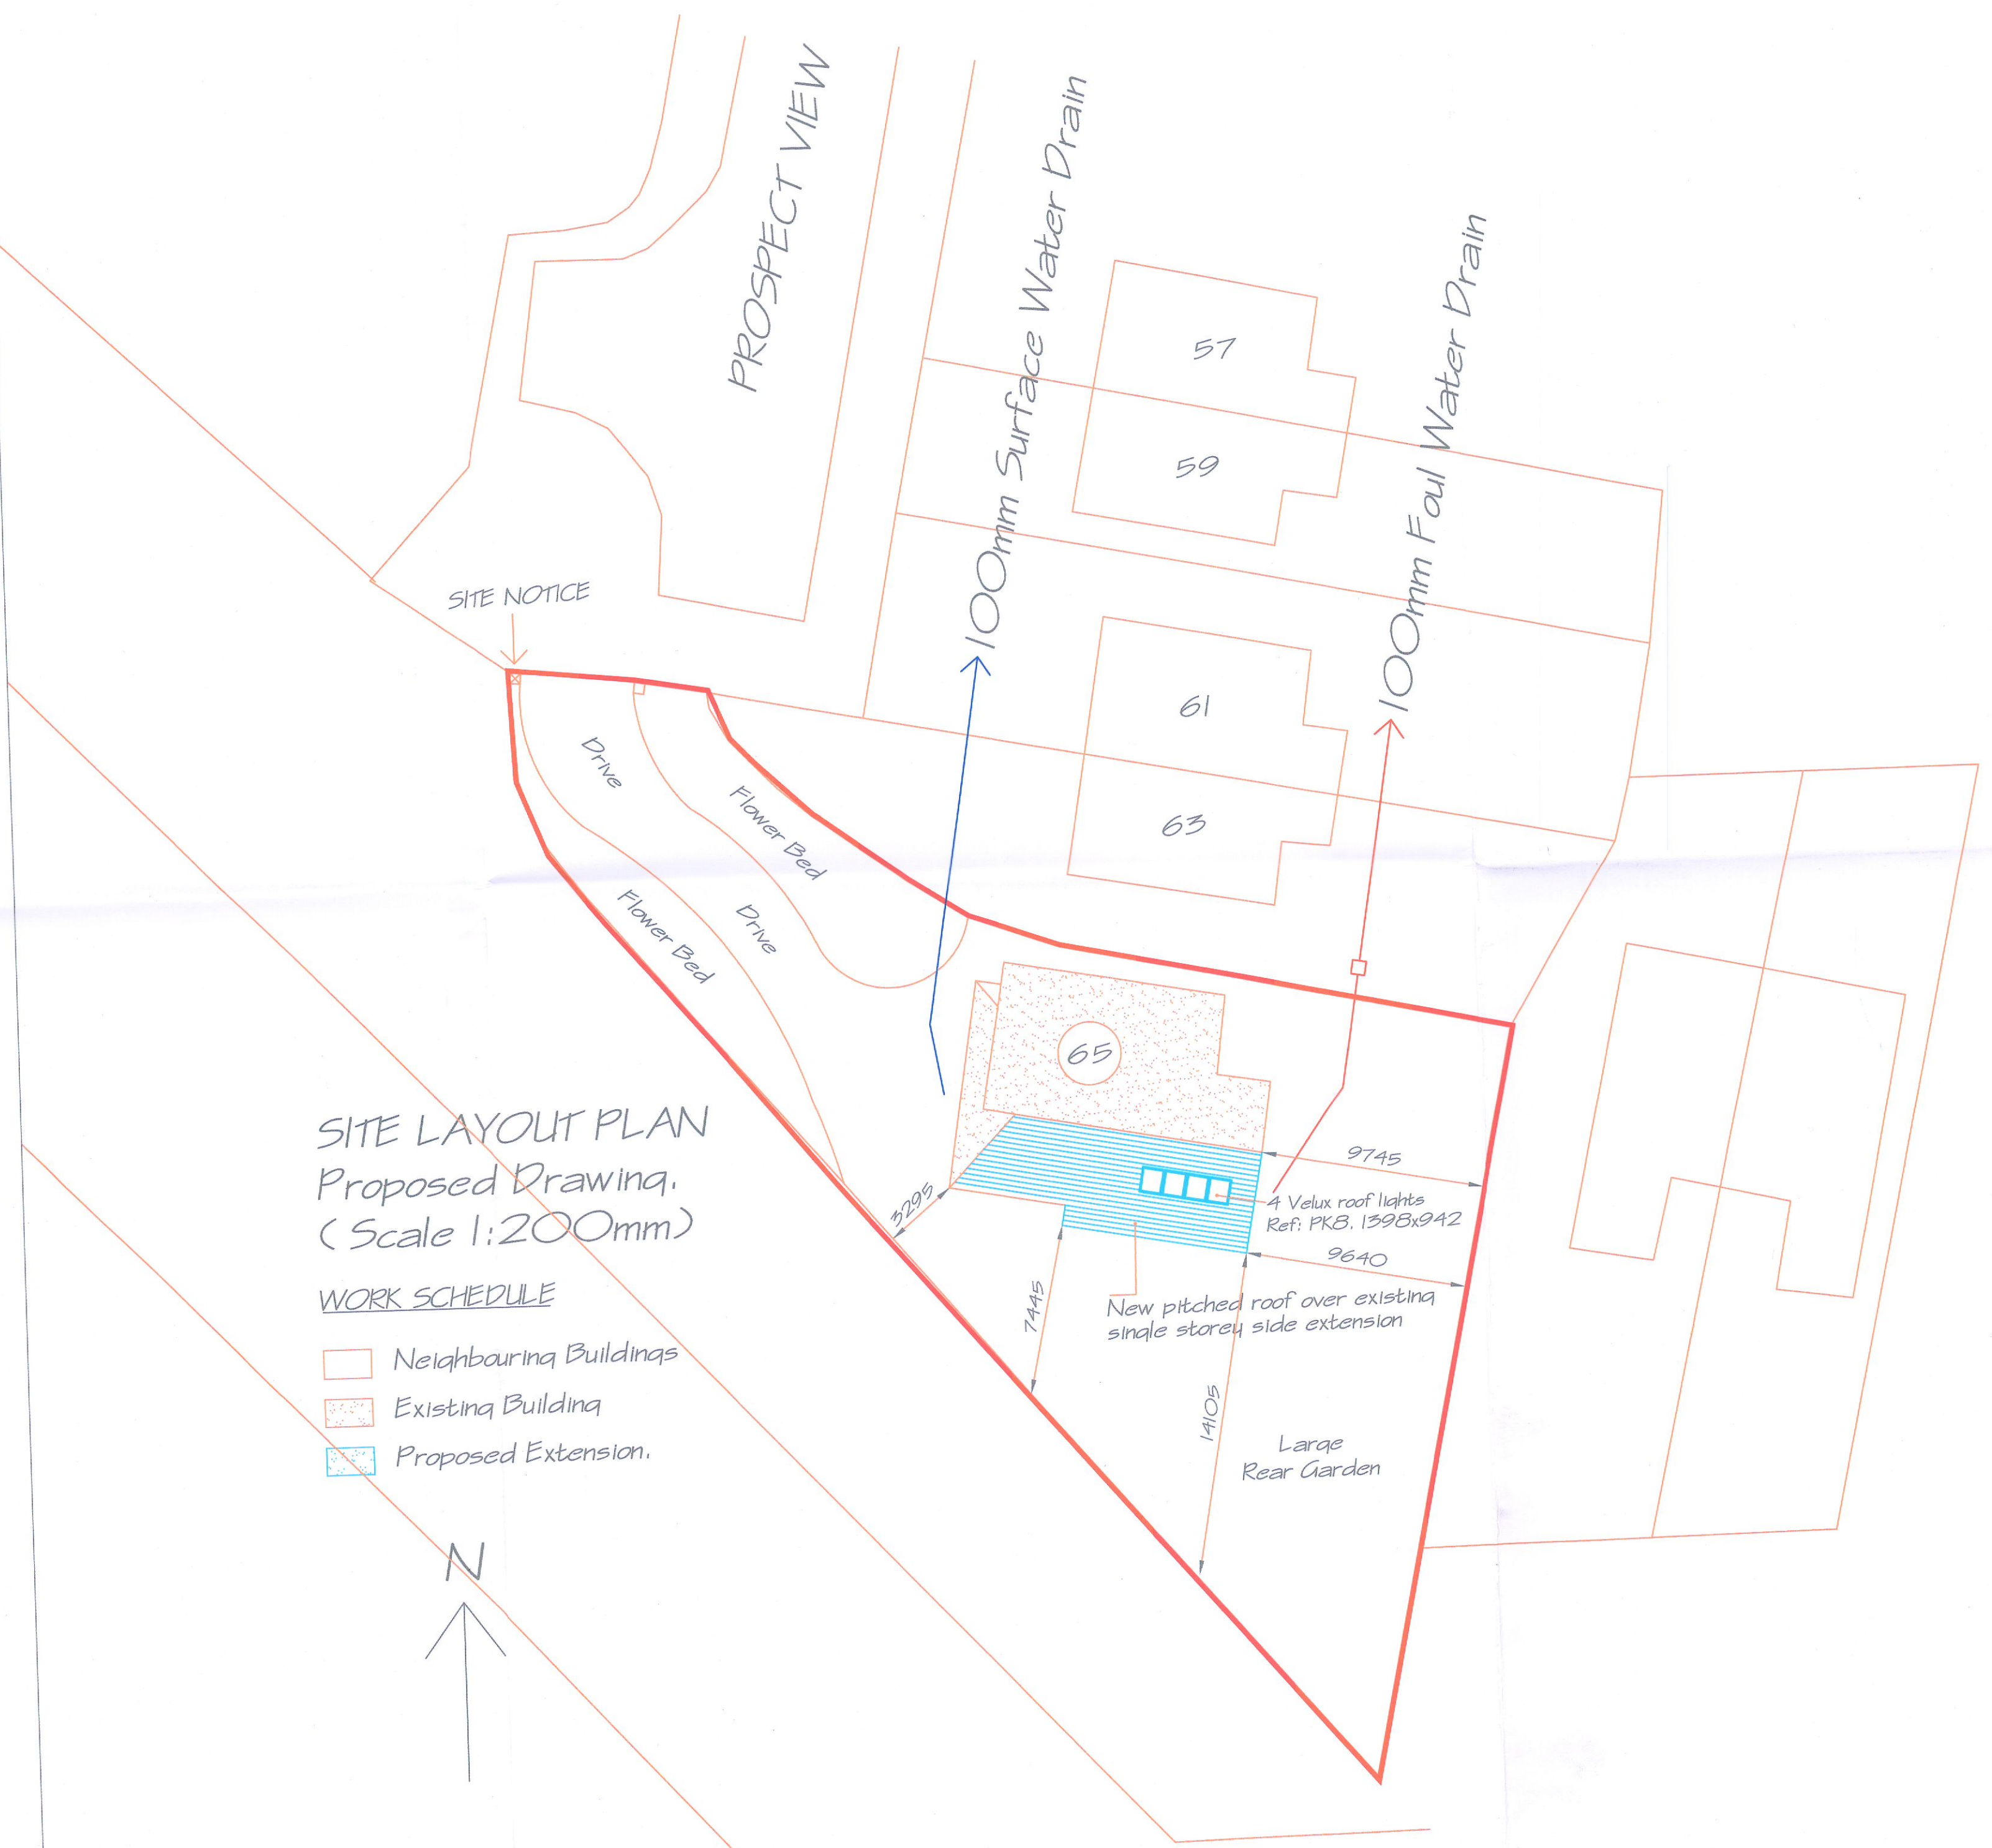 PROSPECT VIEW
100mm Surface Water Drain
100mm Foul Water Drain
57
59
SITE NOTICE
61
63
Drive
Flower Bed
Flower Bed
Drive
65
9745
3295
4 Velux roof lights
Ref: PK8. 1398x942
9640
7445
New pitched roof over existing
single storey side extension
14105
Large
Rear Garden
SITE LAYOUT PLAN
Proposed Drawing.
( Scale 1:200mm)
WORK SCHEDULE
Neighbouring Buildings
Existing Building
Proposed Extension.
N